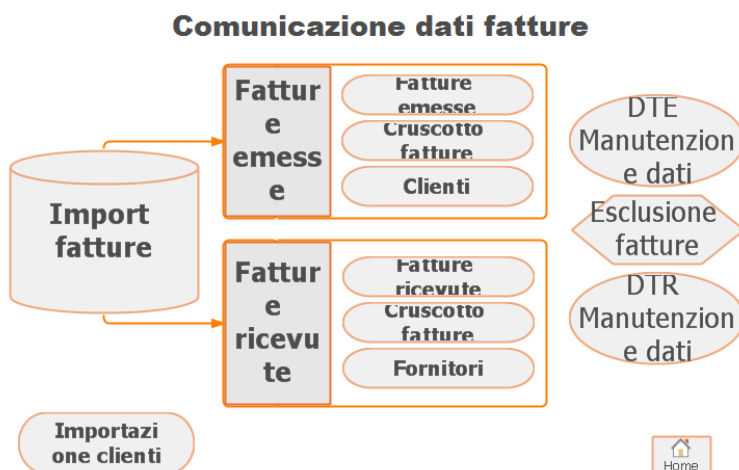 Comunicazione dati fatture
Import
fatture
Fattur
e
emess
e
Fatture
emesse
Cruscotto
fatture
Clienti
Fattur
e
ricevu
te
Fatture
ricevute
Cruscotto
fatture
Fornitori
DTE
Manutenzion
e dati
Esclusione
fatture
DTR
Manutenzion
e dati
Importazi
one clienti
Home